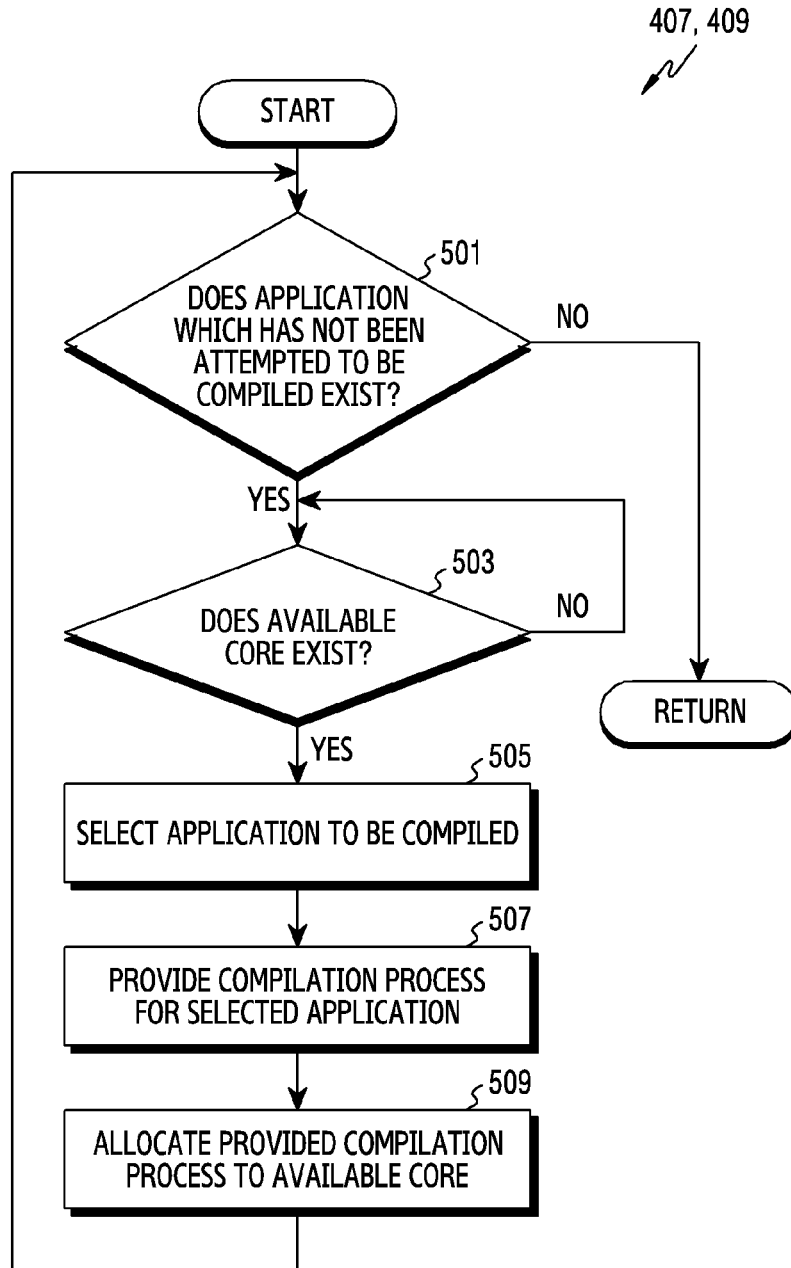 407, 409
START
501
DOES APPLICATION
WHICH HAS NOT BEEN
ATTEMPTED TO BE
COMPILED EXIST?
NO
YES
503
DOES AVAILABLE
CORE EXIST?
NO
RETURN
YES
505
SELECT APPLICATION TO BE COMPILED
507
PROVIDE COMPILATION PROCESS
FOR SELECTED APPLICATION
509
ALLOCATE PROVIDED COMPILATION
PROCESS TO AVAILABLE CORE